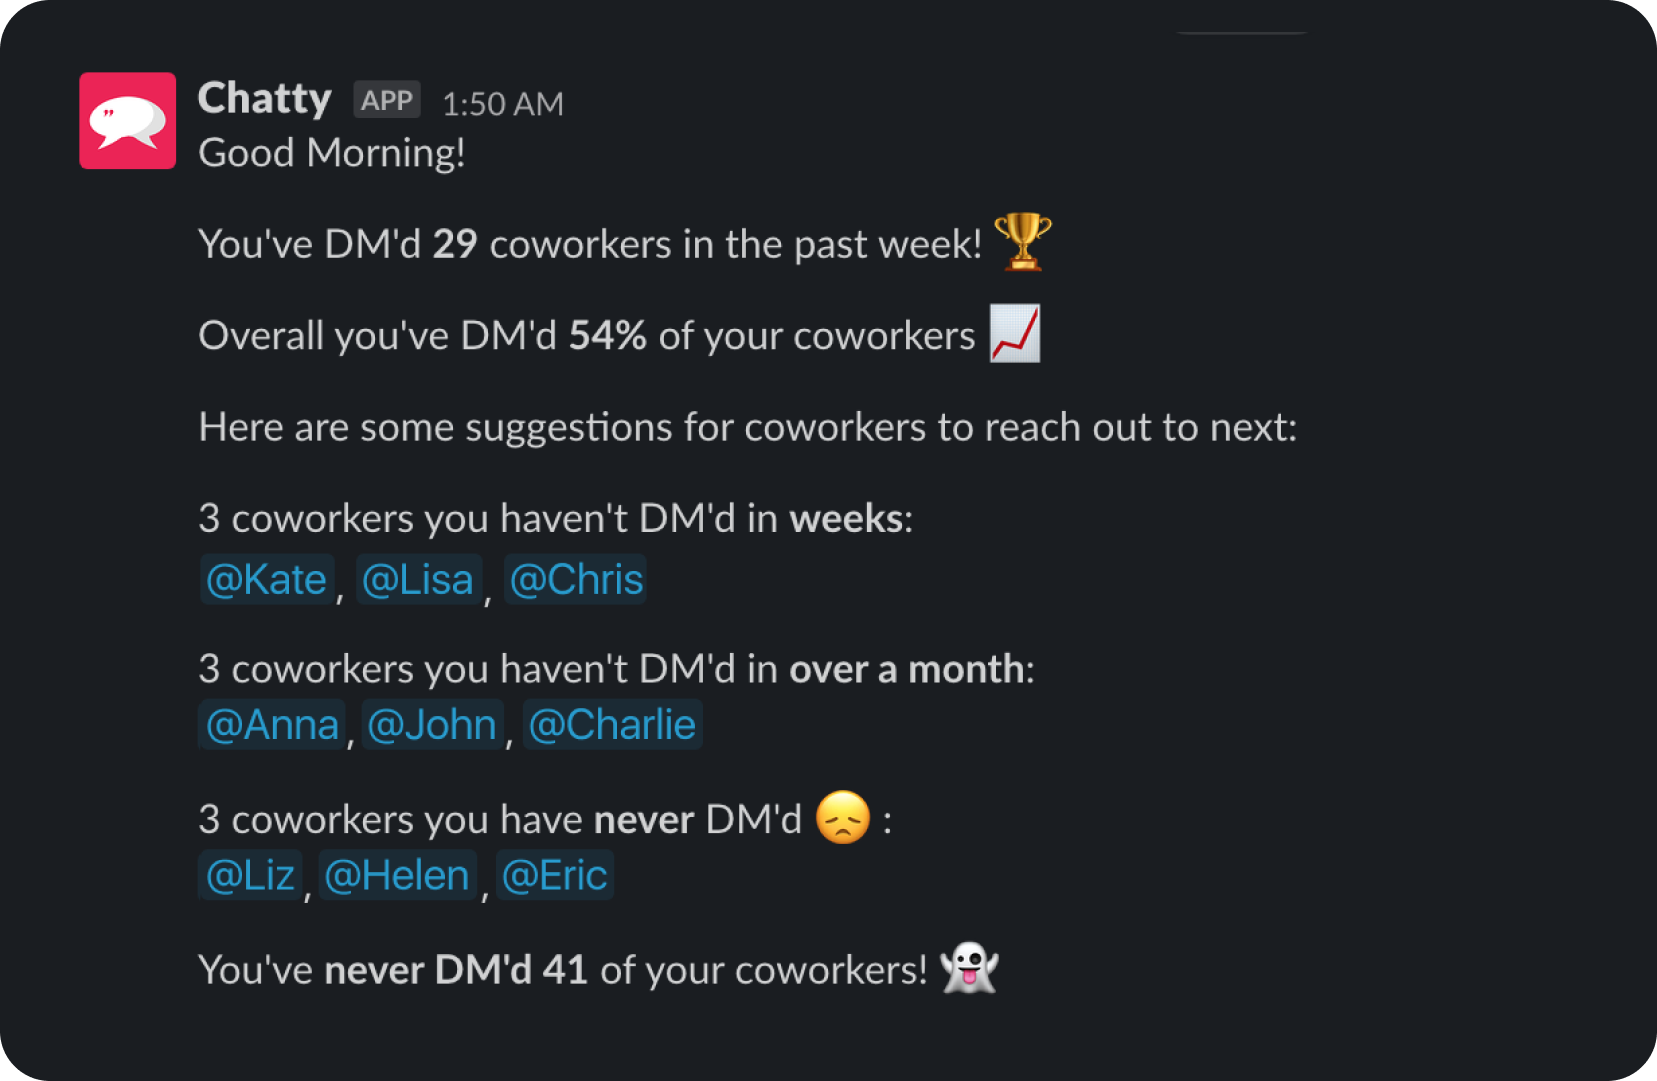 Chatty APP 1:50 AM
Good Morning!
You've DM'd 29 coworkers in the past week! 🏆
Overall you've DM'd 54% of your coworkers 📈
Here are some suggestions for coworkers to reach out to next:
3 coworkers you haven't DM'd in weeks:
@Kate, @Lisa, @Chris
3 coworkers you haven't DM'd in over a month:
@Anna, @John, @Charlie
3 coworkers you have never DM'd 😞 :
@Liz, @Helen, @Eric
You've never DM'd 41 of your coworkers! 👻